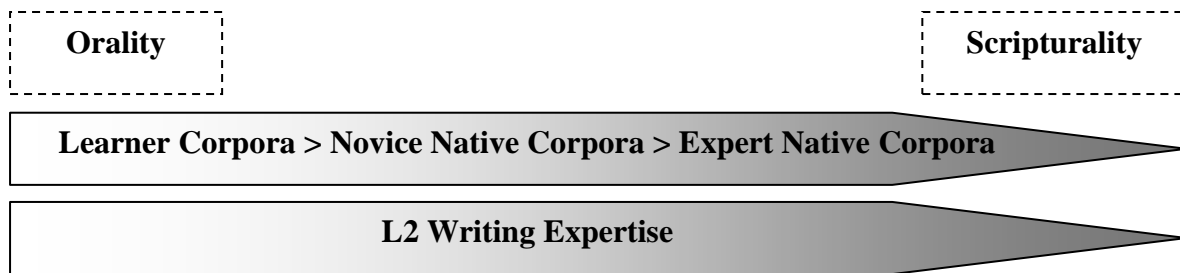 Orality
Scripturality
Learner Corpora > Novice Native Corpora > Expert Native Corpora
L2 Writing Expertise